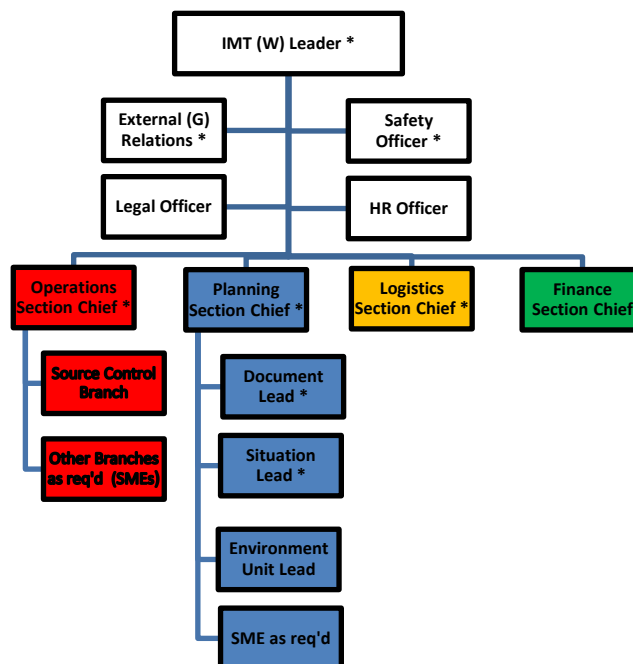 IMT (W) Leader *
External (G)
Relations *
Safety
Officer *
Legal Officer
HR Officer
Operations
Section Chief *
Planning
Section Chief *
Logistics
Section Chief *
Finance
Section Chief
Source Control
Branch
Other Branches
as req'd (SMEs)
Document
Lead *
Situation
Lead *
Environment
Unit Lead
SME as req'd